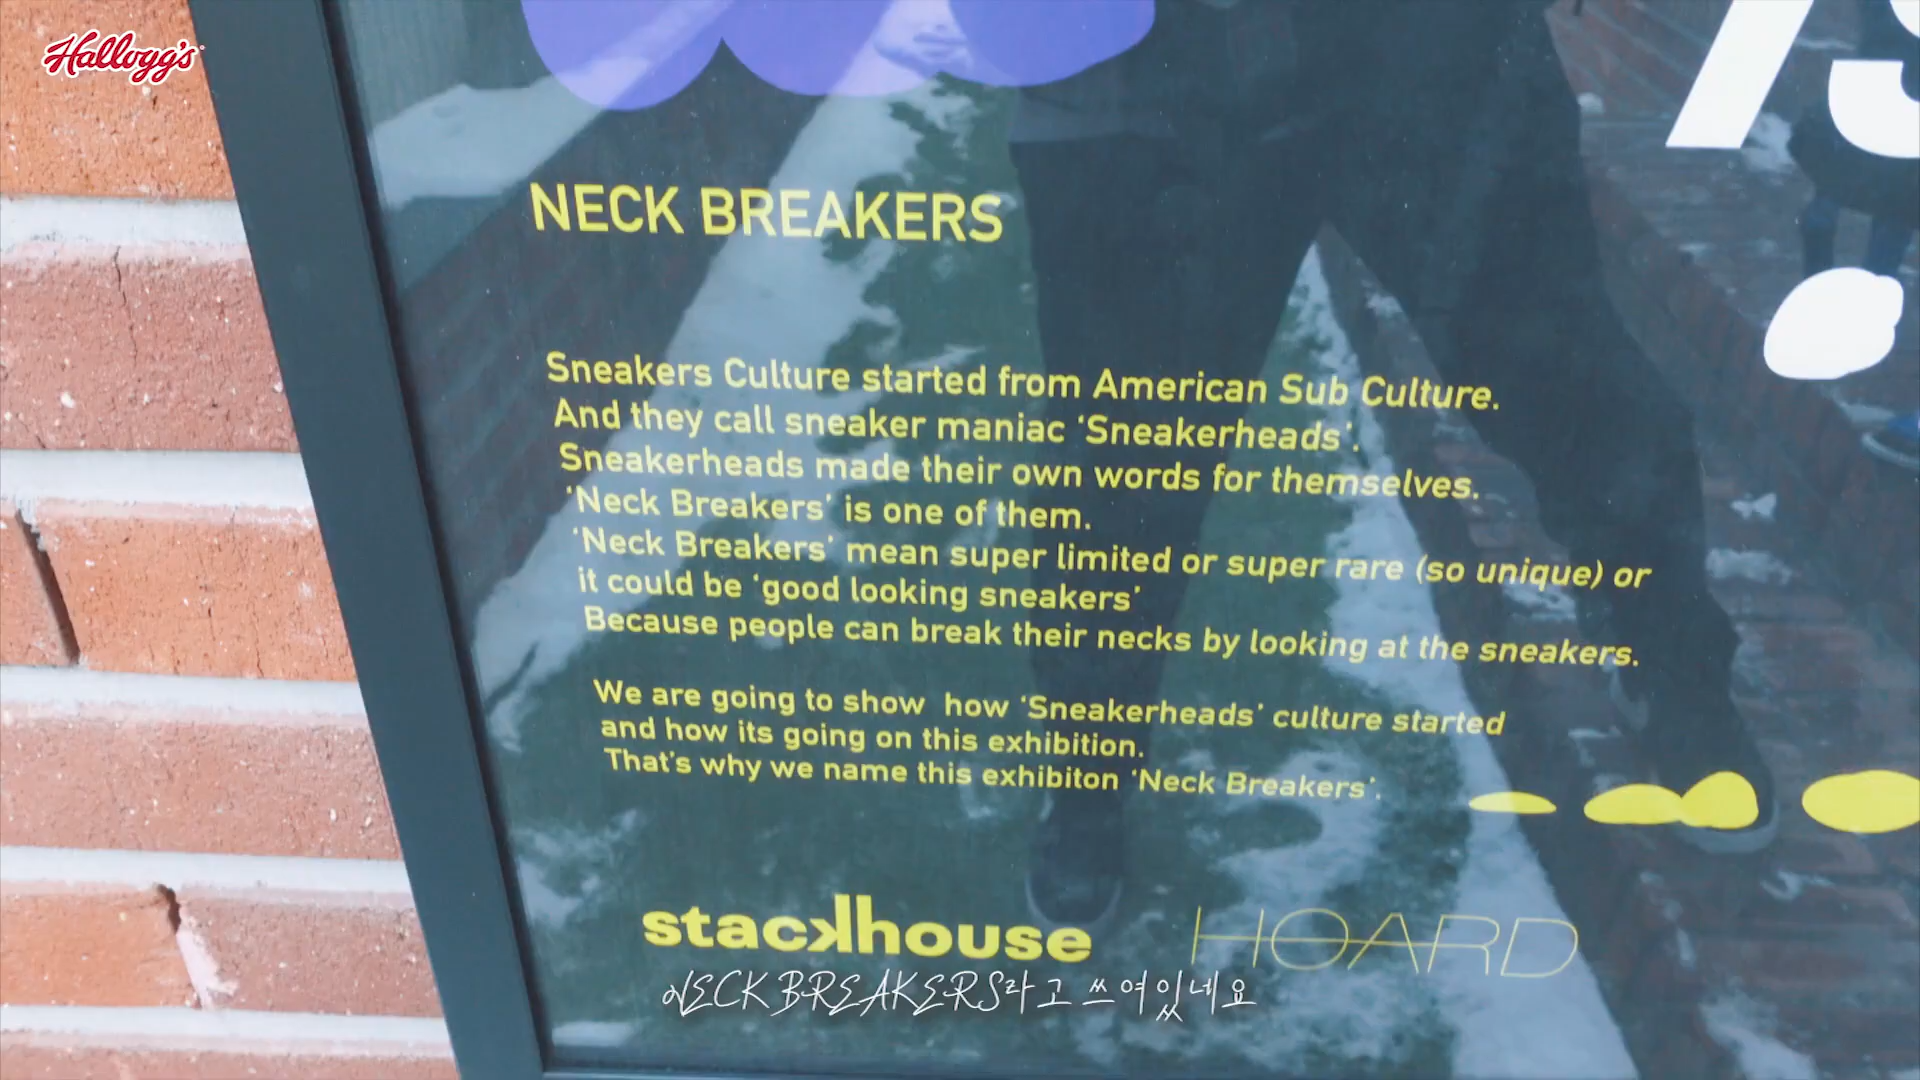 Hallogg's
NECK BREAKERS
Sneakers Culture started from American Sub Culture.
And they call sneaker maniac ‘Sneakerheads’.
Sneakerheads made their own words for themselves.
‘Neck Breakers’ is one of them.
‘Neck Breakers’ mean super limited or super rare (so unique) or
it could be ‘good looking sneakers’
Because people can break their necks by looking at the sneakers.
We are going to show how ‘Sneakerheads’ culture started
and how its going on this exhibition.
That's why we name this exhibiton ‘Neck Breakers’.
stackhouse
HOARD
NECK BREAKERS라고 쓰여있네요